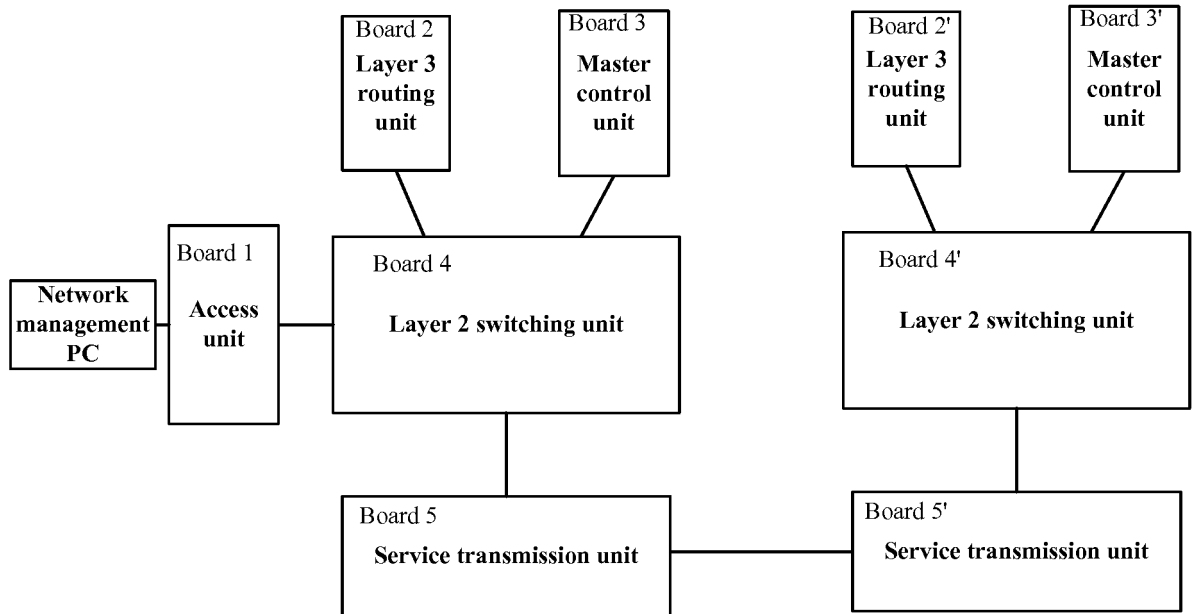 Board 2
Layer 3
routing
unit
Board 3
Master
control
unit
Board 2'
Layer 3
routing
unit
Board 3'
Master
control
unit
Network
management
PC
Board 1
Access
unit
Board 4
Layer 2 switching unit
Board 4'
Layer 2 switching unit
Board 5
Service transmission unit
Board 5'
Service transmission unit